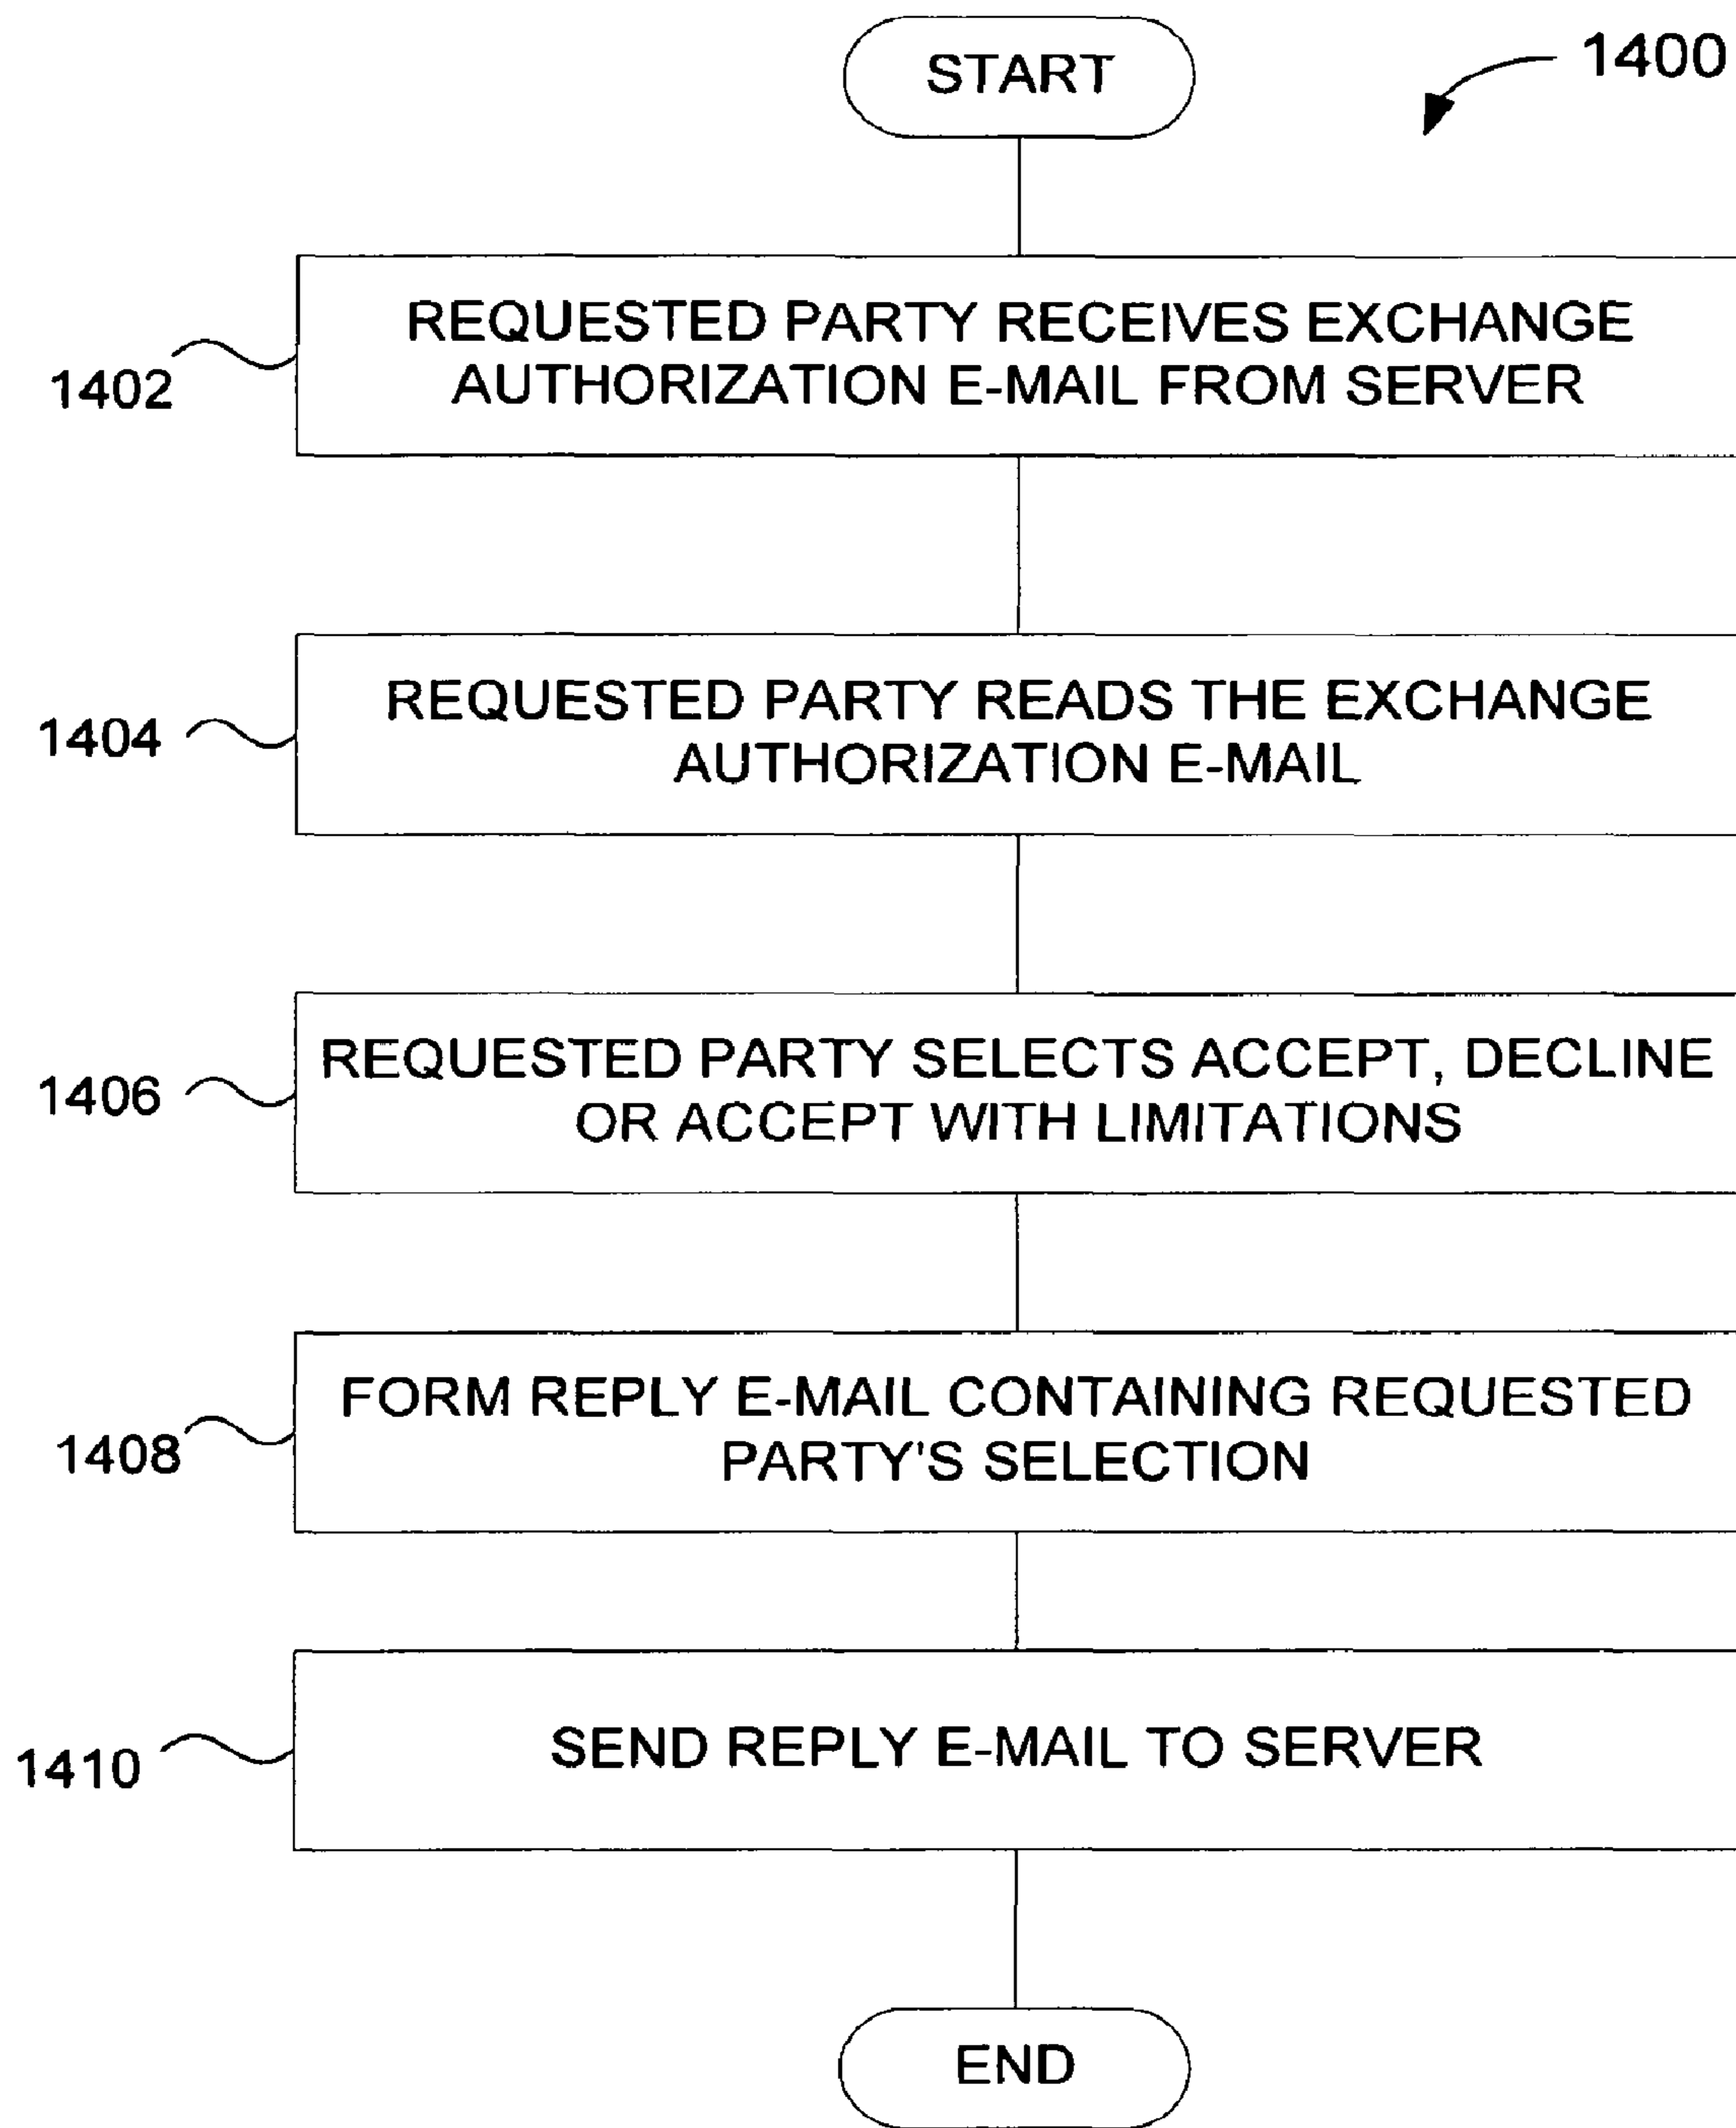 START
1400
REQUESTED PARTY RECEIVES EXCHANGE
AUTHORIZATION E-MAIL FROM SERVER
1402
REQUESTED PARTY READS THE EXCHANGE
AUTHORIZATION E-MAIL
1404
REQUESTED PARTY SELECTS ACCEPT, DECLINE
OR ACCEPT WITH LIMITATIONS
1406
FORM REPLY E-MAIL CONTAINING REQUESTED
PARTY'S SELECTION
1408
SEND REPLY E-MAIL TO SERVER
1410
END